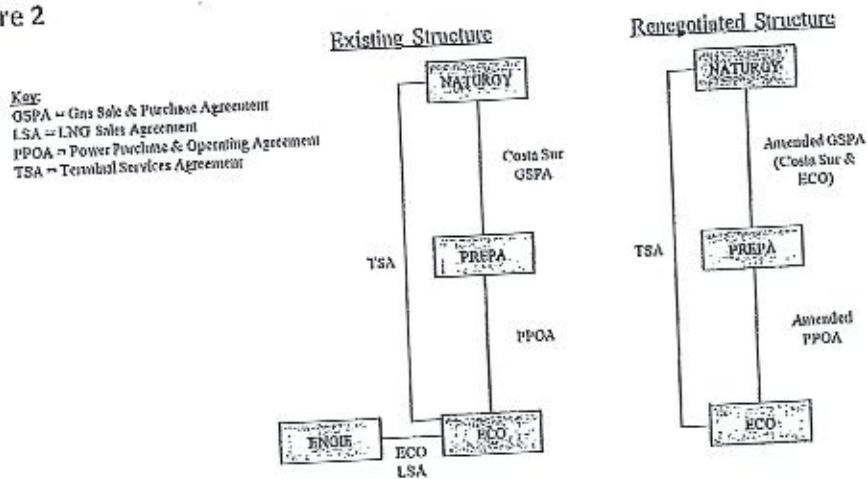 re 2
Existing Structure
Renegotiated Structure
Key:
GSPA = Gas Sale & Purchase Agreement
LSA = LNG Sales Agreement
PPOA = Power Purchase & Operating Agreement
TSA = Terminal Services Agreement
NATURGY
Costa Sur
GSPA
TSA
PREPA
PPOA
ENGIE
ECO
LSA
ECO
NATURGY
Amended GSPA
(Costa Sur &
ECO)
TSA
PREPA
Amended
PPOA
ECO